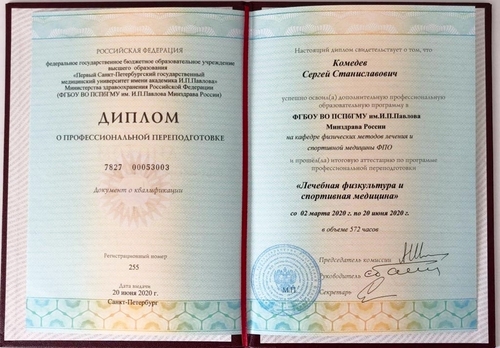 РОССИЙСКАЯ ФЕДЕРАЦИЯ
федеральное государственное бюджетное образовательное учреждение
высшего образования
«Первый Санкт-Петербургский государственный
медицинский университет имени академика И.П.Павлова»
Министерства здравоохранения Российской Федерации
(ФГБОУ ВО ПСПбГМУ им. И.П.Павлова Минздрава России)
ДИПЛОМ
О ПРОФЕССИОНАЛЬНОЙ ПЕРЕПОДГОТОВКЕ
7827 00053003
Документ о квалификации
Регистрационный номер
255
Дата выдачи
20 июня 2020 г.
Санкт-Петербург
Настоящий диплом свидетельствует о том, что
Комедев
Сергей Станиславович
успешно освоил(а) дополнительную профессиональную
образовательную программу в
ФГБОУ ВО ПСПбГМУ им.И.П.Павлова
Минздрава России
на кафедре физических методов лечения и
спортивной медицины ФПО
и прошёл(ла) итоговую аттестацию по программе
профессиональной переподготовки
«Лечебная физкультура и
спортивная медицина»
со 02 марта 2020 г. по 20 июня 2020 г.
в объеме 572 часов
Председатель комиссии
Руководитель
М.П.
Секретарь